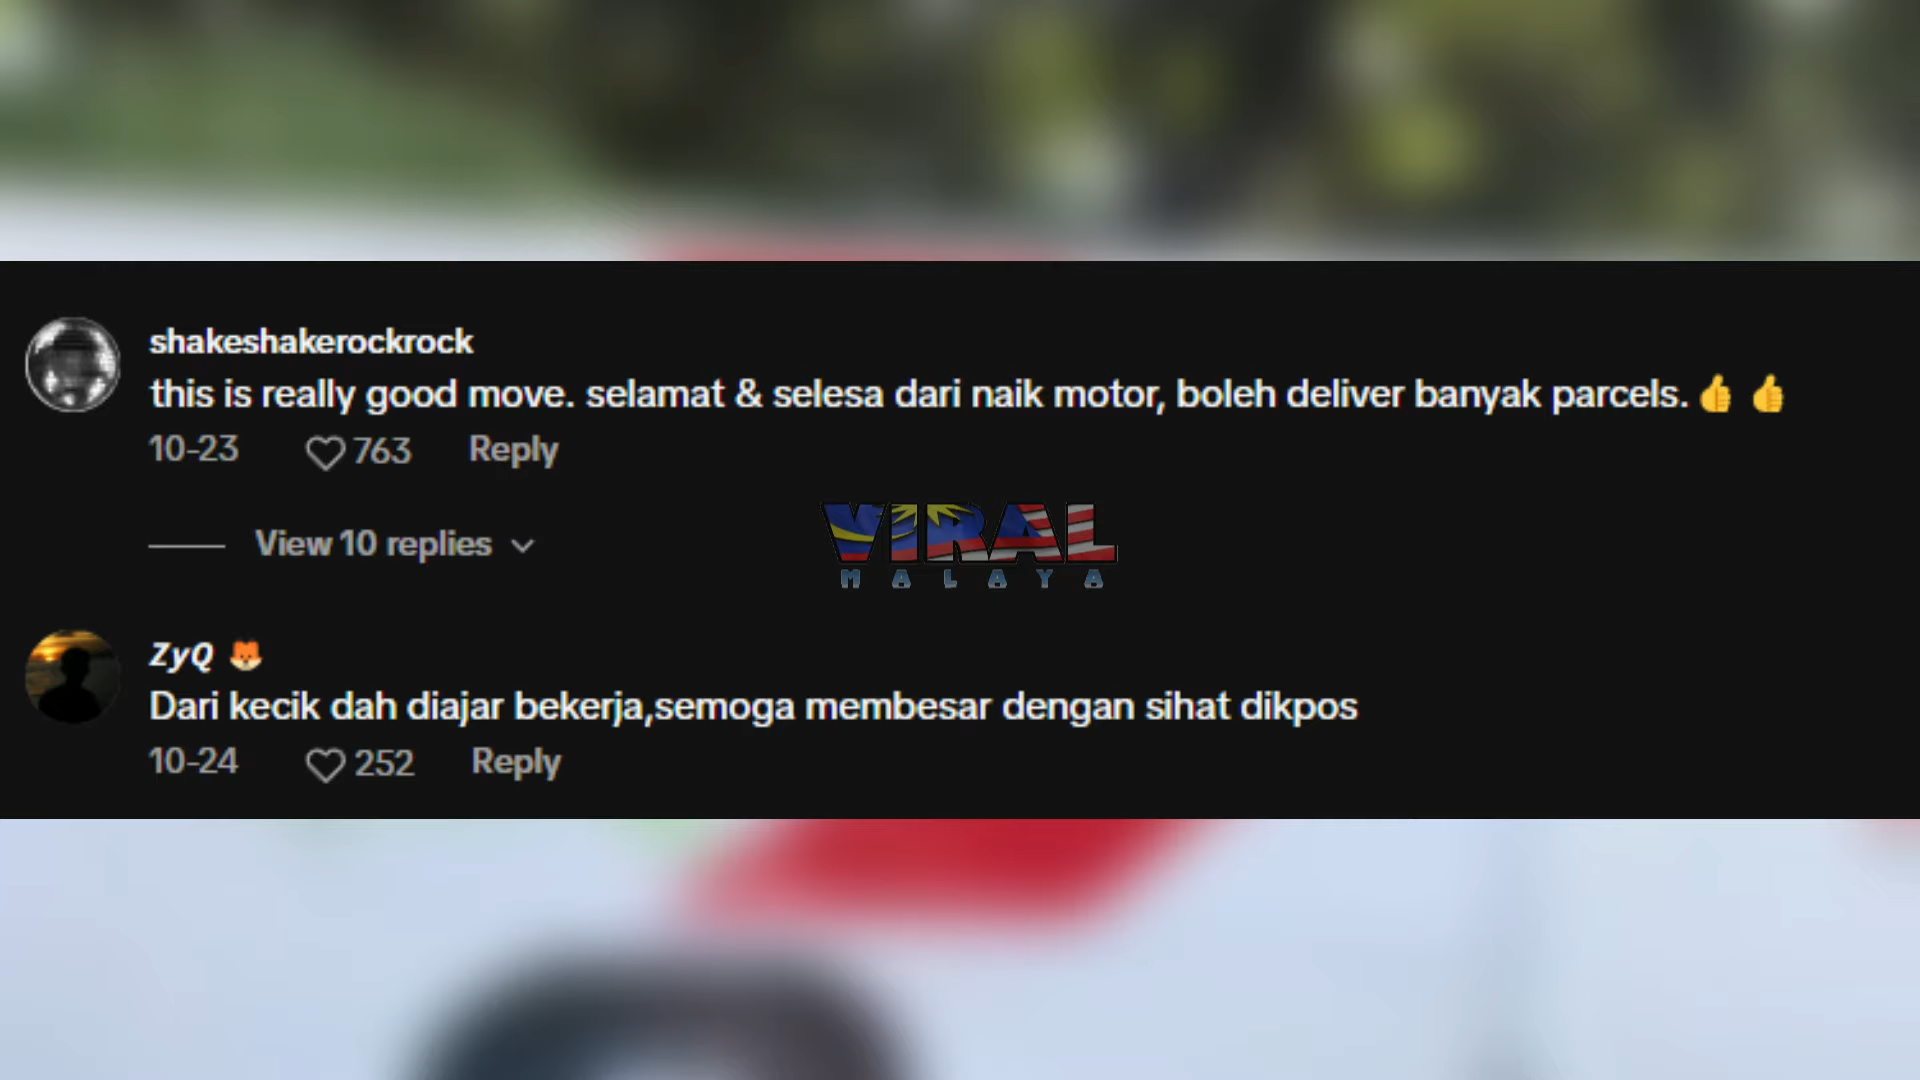 shakeshakerockrock
this is really good move. selamat & selesa dari naik motor, boleh deliver banyak parcels. 👍 👍
10-23 763 Reply
View 10 replies
VIRAL
MALAYA
ZyQ 🦊
Dari kecik dah diajar bekerja,semoga membesar dengan sihat dikpos
10-24 252 Reply